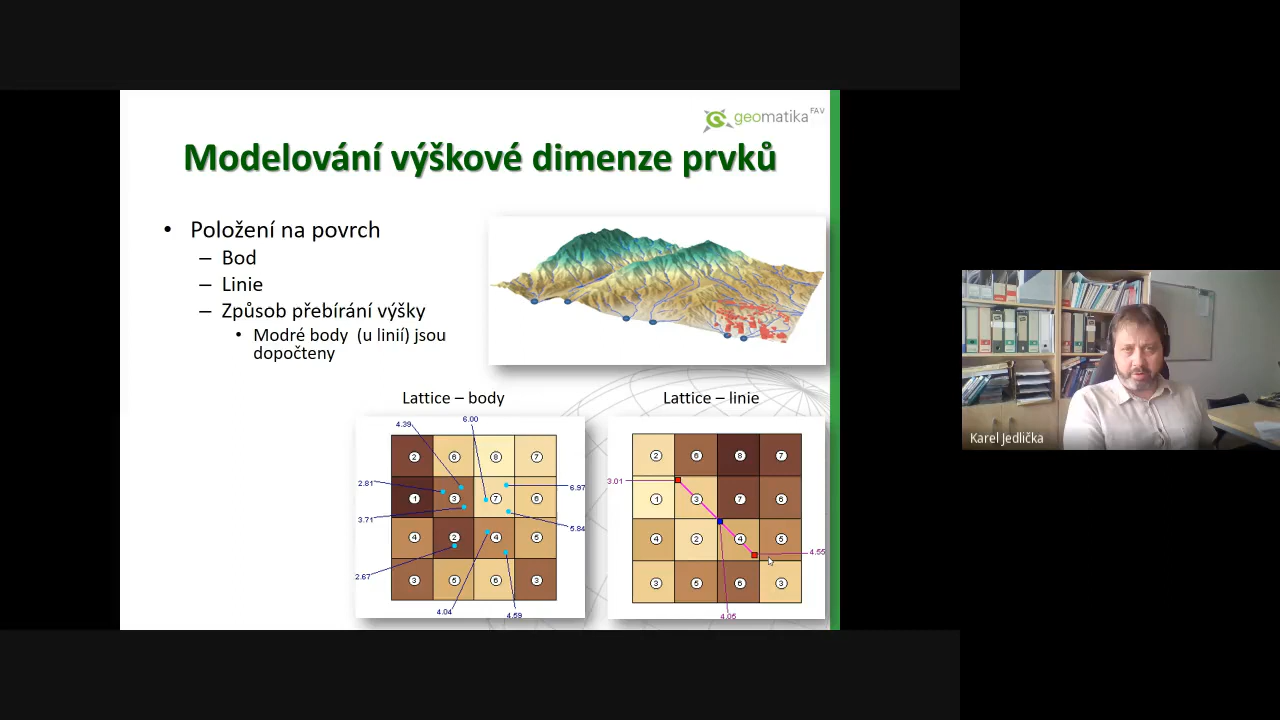 geomatika FAV
Modelování výškové dimenze prvků
• Položení na povrch
– Bod
– Linie
– Způsob přebírání výšky
• Modré body (u linií) jsou
dopočteny
Lattice – body
4.39
6.00
2 6 8 7
2.81
6.97
1 3 7 6
3.71
5.84
4 2 4 5
2.67
3 5 6 3
4.04
4.59
Lattice – linie
2 6 8 7
3.01
1 3 7 6
4 2 4 5
4.55
3 5 6 3
4.05
Karel Jedlička